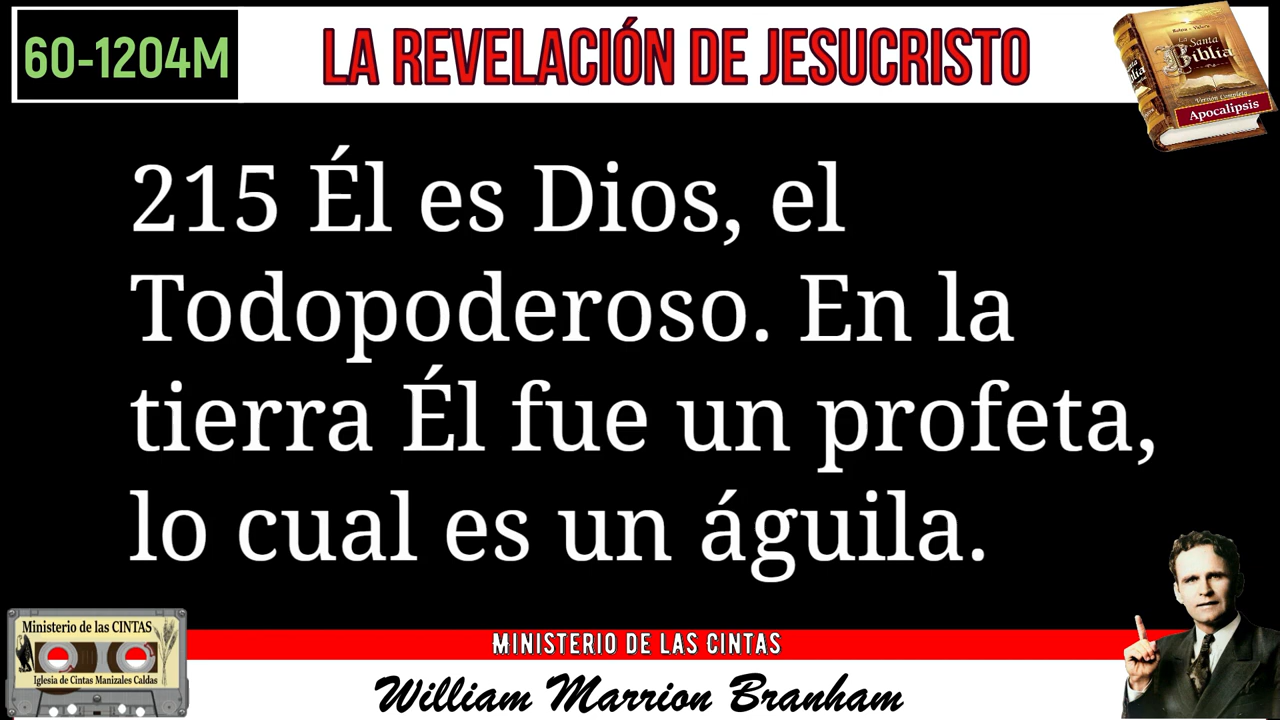 60-1204M
LA REVELACIÓN DE JESUCRISTO
La Santa
Biblia
Versión Completa
Apocalipsis
215 Él es Dios, el
Todopoderoso. En la
tierra Él fue un profeta,
lo cual es un águila.
Ministerio de las CINTAS
Iglesia de Cintas Manizales Caldas
MINISTERIO DE LAS CINTAS
William Marrion Branham